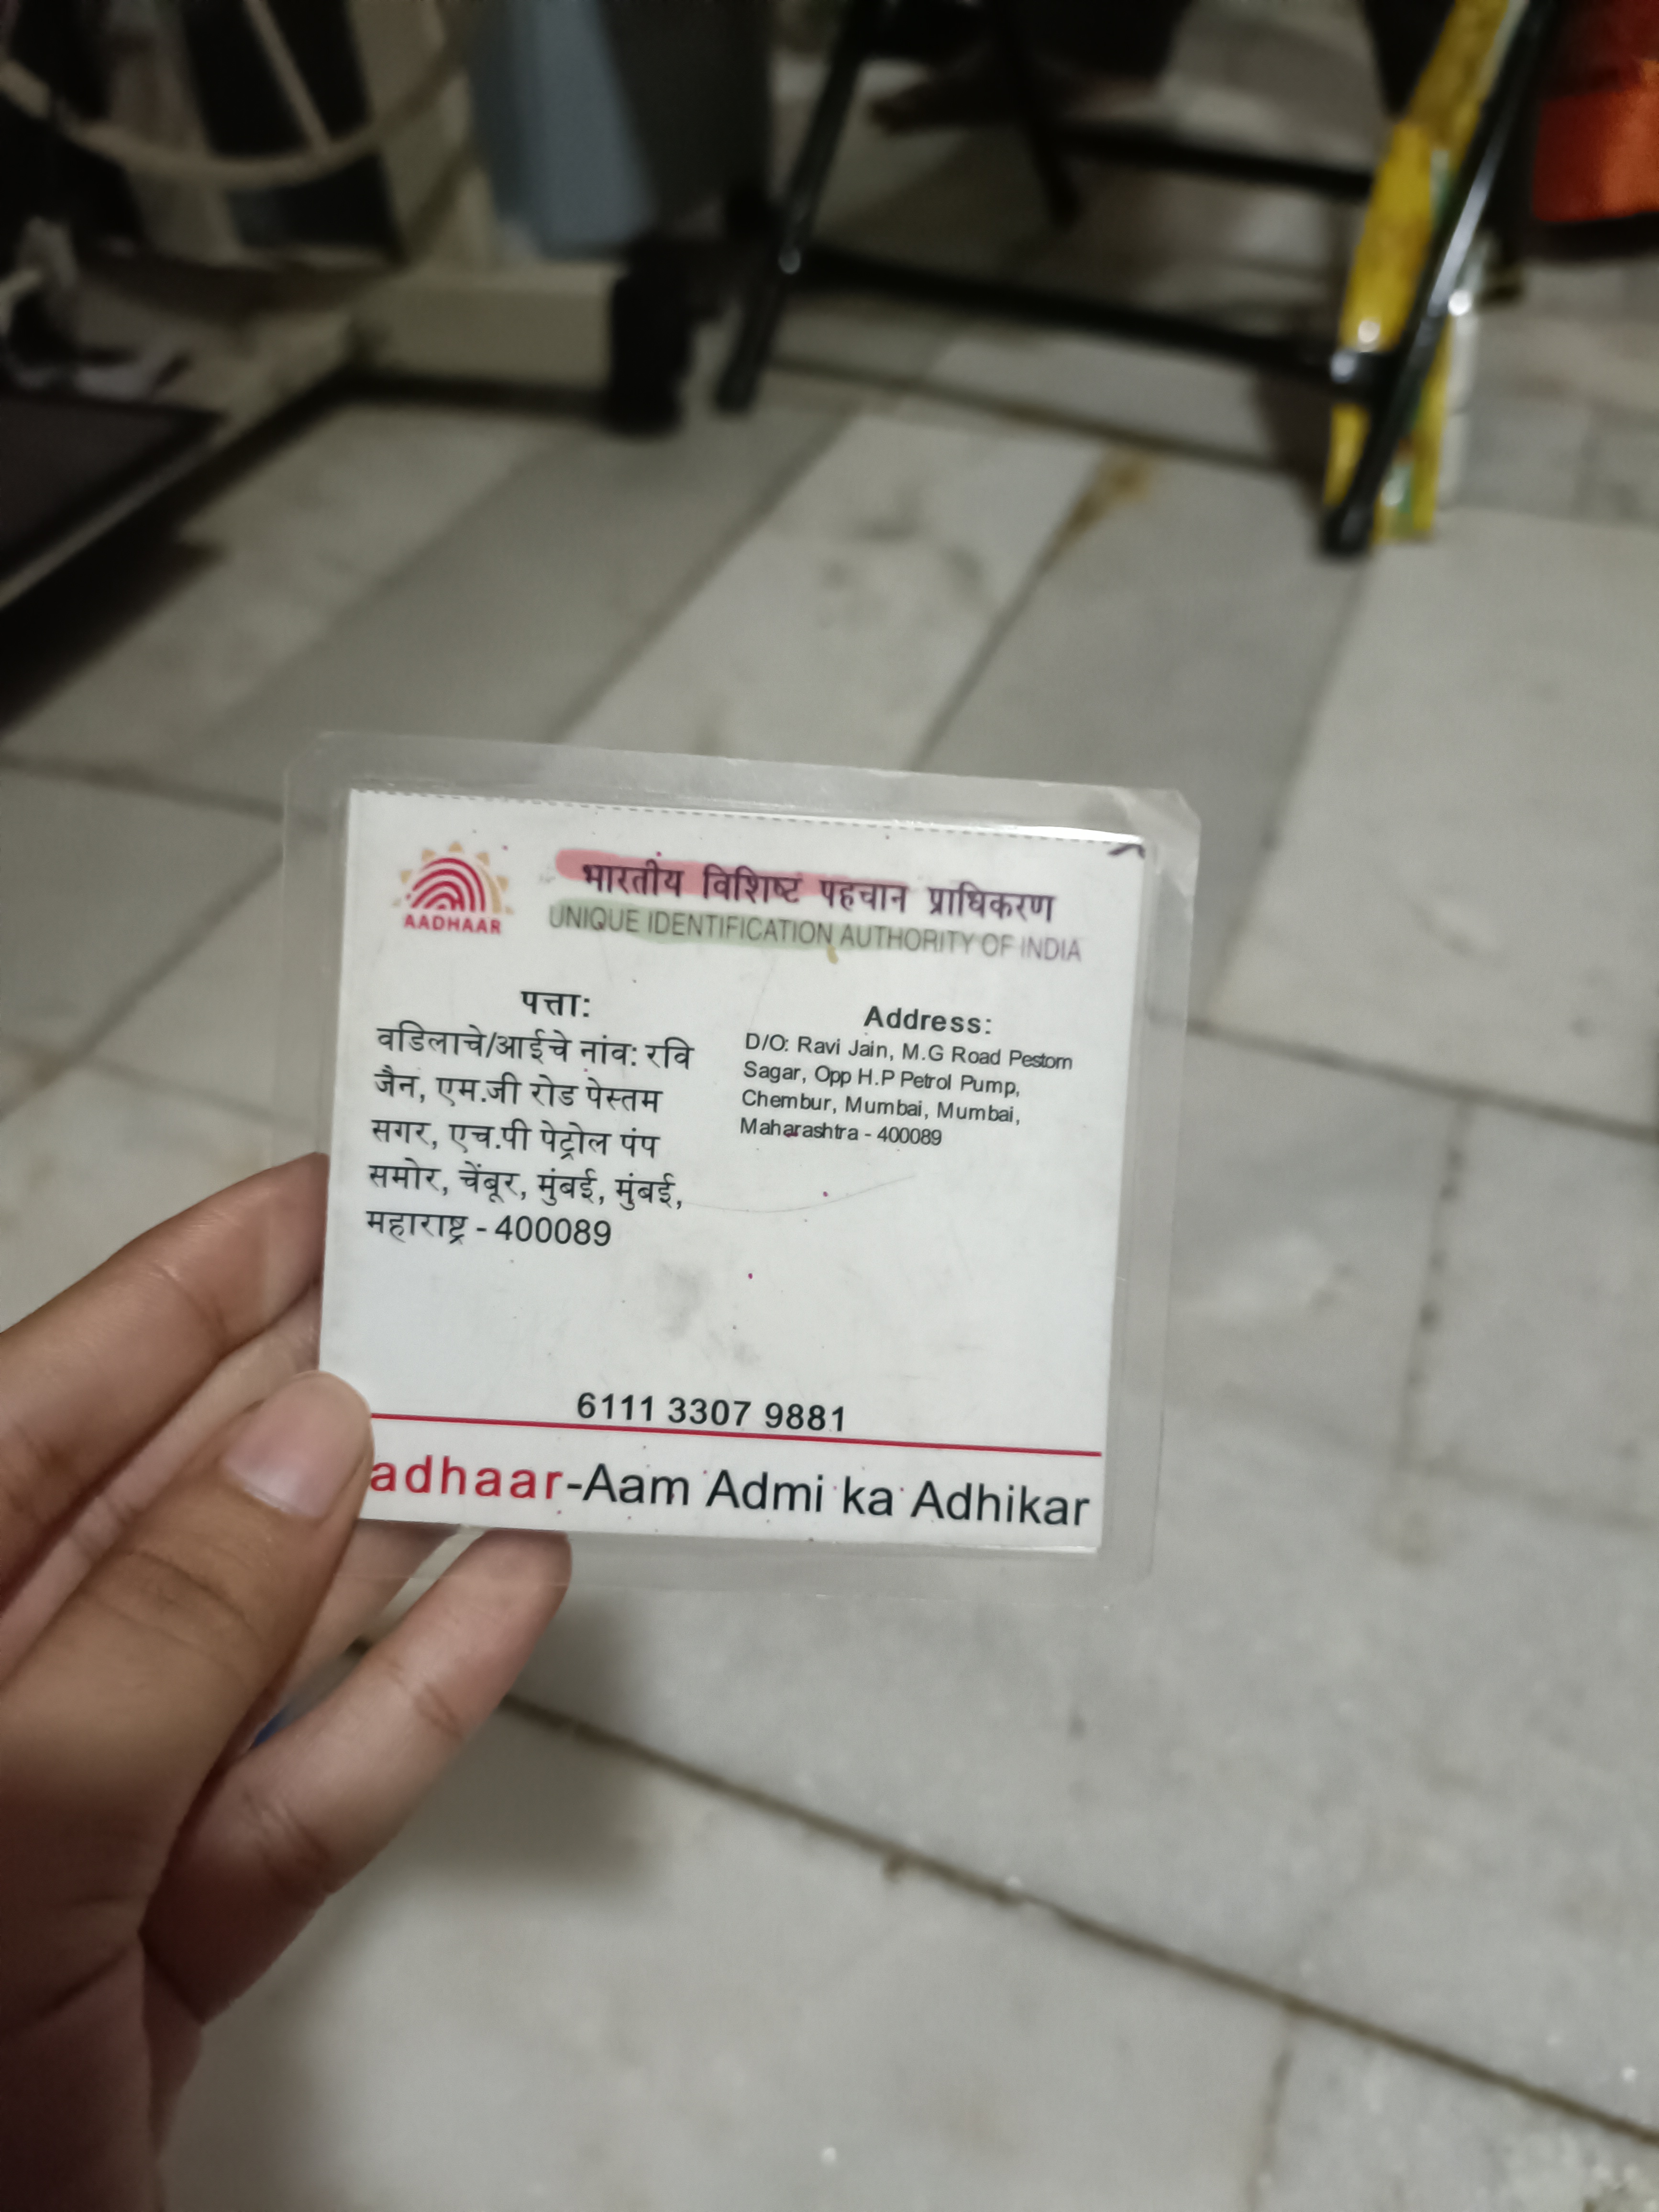 AADHAAR
भारतीय विशिष्ट पहचान प्राधिकरण
UNIQUE IDENTIFICATION AUTHORITY OF INDIA
पत्ता:
वडिलाचे/आईचे नांव: रवि
जैन, एम.जी रोड पेस्तम
सगर, एच.पी पेट्रोल पंप
समोर, चेंबूर, मुंबई, मुंबई,
महाराष्ट्र - 400089
Address:
D/O: Ravi Jain, M.G Road Pestom
Sagar, Opp H.P Petrol Pump,
Chembur, Mumbai, Mumbai,
Maharashtra - 400089
6111 3307 9881
adhaar-Aam Admi ka Adhikar